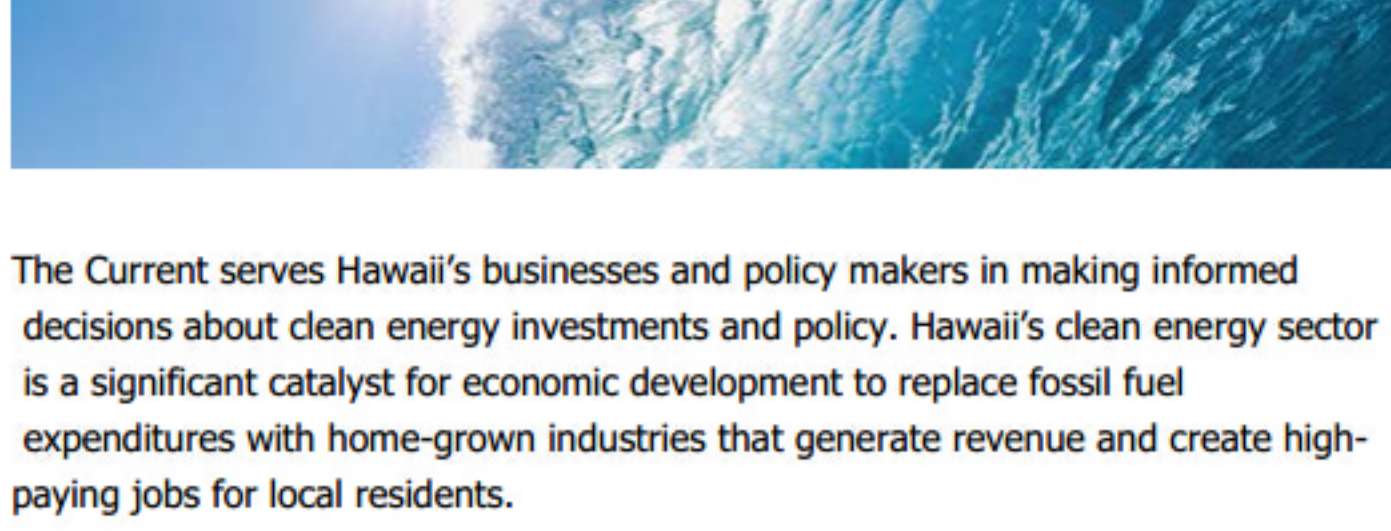 The Current serves Hawaii’s businesses and policy makers in making informed
decisions about clean energy investments and policy. Hawaii’s clean energy sector
is a significant catalyst for economic development to replace fossil fuel
expenditures with home-grown industries that generate revenue and create high-
paying jobs for local residents.